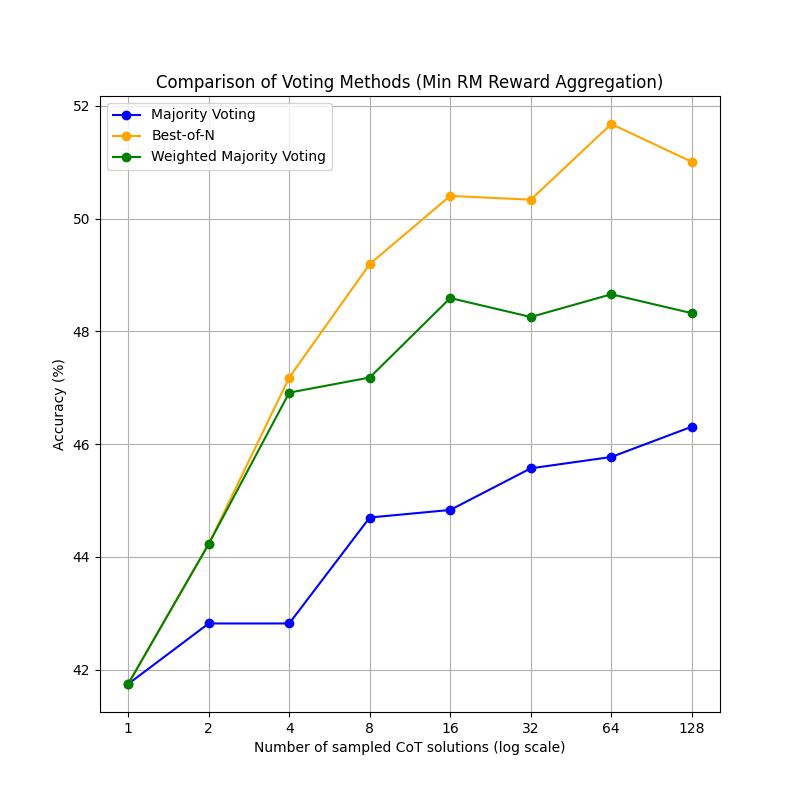 Comparison of Voting Methods (Min RM Reward Aggregation)
Majority Voting
Best-of-N
Weighted Majority Voting
52
50
48
46
44
42
Accuracy (%)
1 2 4 8 16 32 64 128
Number of sampled CoT solutions (log scale)